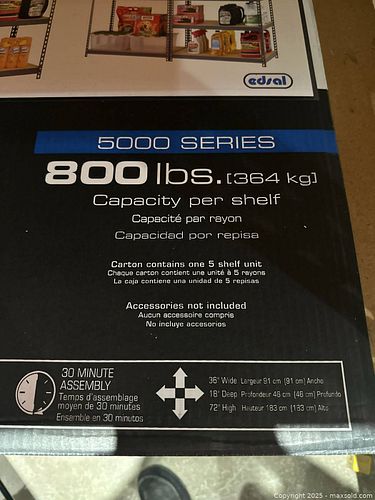 edsal
5000 SERIES
800 lbs. [364 kg]
Capacity per shelf
Capacité par rayon
Capacidad por repisa
Carton contains one 5 shelf unit
Chaque carton contient une unité à 5 rayons
La caja contiene una unidad de 5 repisas
Accessories not included
Aucun accessoire compris
No incluye accesorios
30 MINUTE
ASSEMBLY
Temps d'assemblage
moyen de 30 minutes
Ensemble en 30 minutos
36" Wide Largeur 91 cm (91 cm) Ancho
18" Deep Profondeur 46 cm (46 cm) Profundo
72" High Hauteur 183 cm (183 cm) Alto
Copyright 2025 - maxsold.com